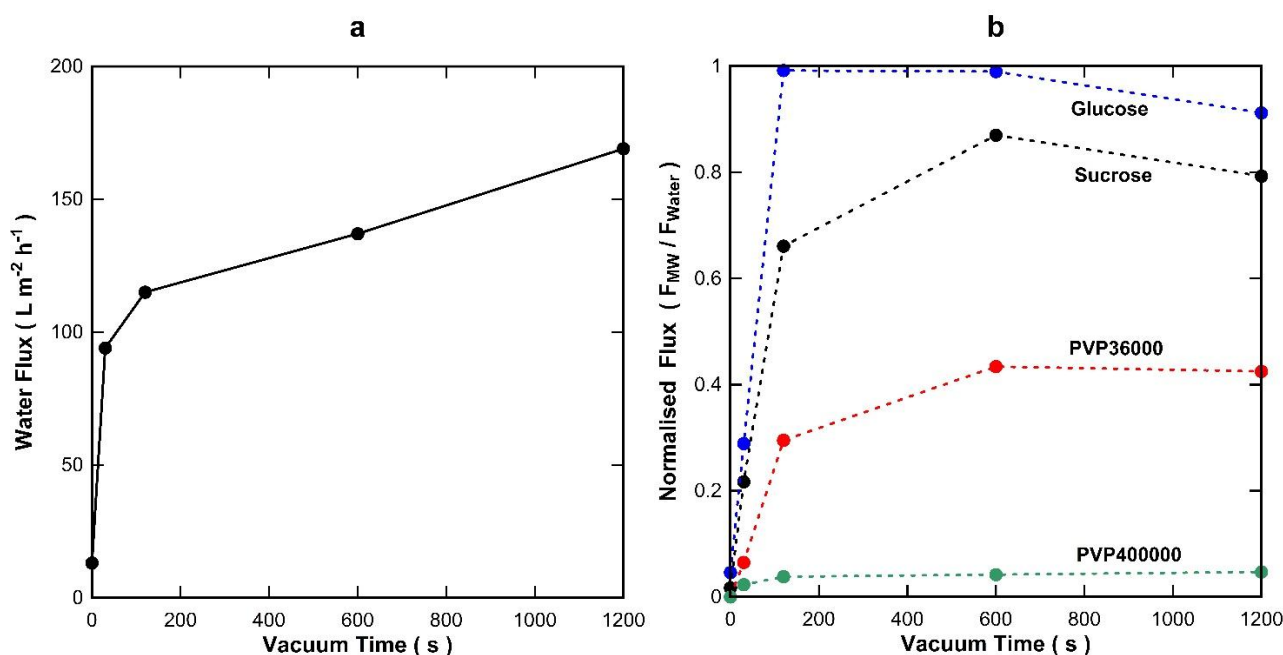 a
200
150
100
50
0
0 200 400 600 800 1000 1200
Water Flux ( L m⁻² h⁻¹ )
Vacuum Time ( s )
b
1
0.8
0.6
0.4
0.2
0
0 200 400 600 800 1000 1200
Normalised Flux ( F_MW / F_Water )
Vacuum Time ( s )
Glucose
Sucrose
PVP36000
PVP400000